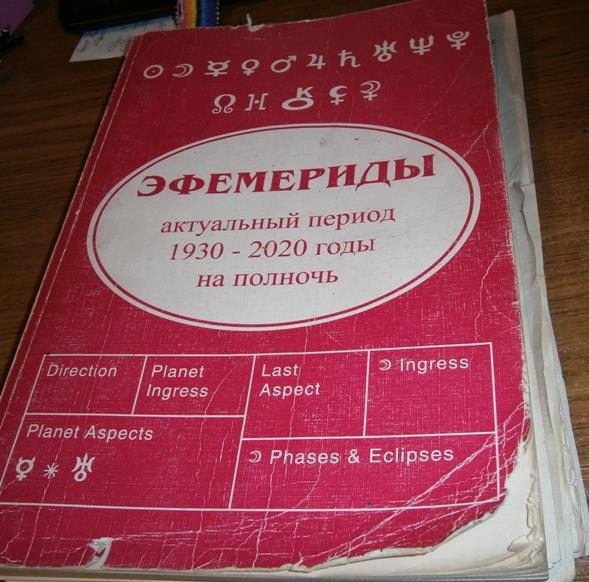 ЭФЕМЕРИДЫ
актуальный период
1930 - 2020 годы
на полночь
Direction
Planet
Ingress
Last
Aspect
☽ Ingress
Planet Aspects
☿ ⚹ ♅
☽ Phases & Eclipses